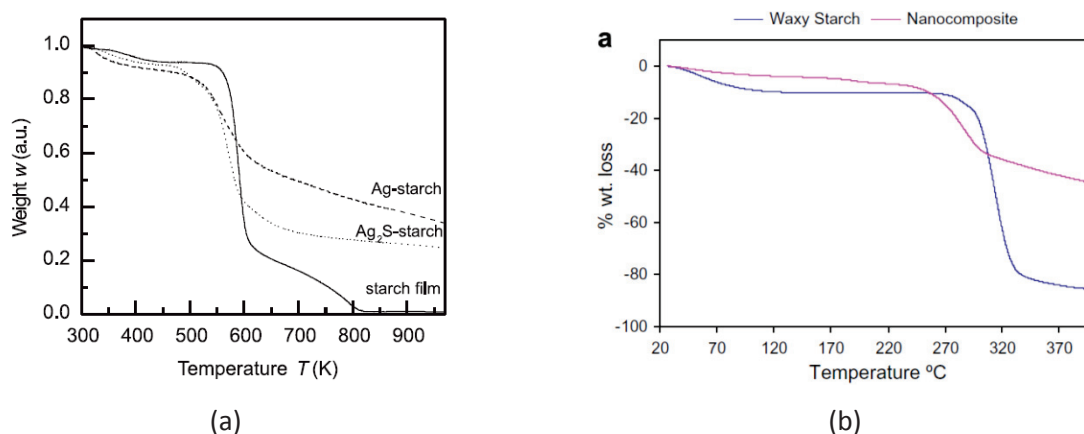 1.0
0.8
0.6
0.4
0.2
0.0
Weight w (a.u.)
Ag-starch
Ag₂S-starch
starch film
300 400 500 600 700 800 900
Temperature T (K)
(a)
Waxy Starch Nanocomposite
a
0
-20
-40
-60
-80
-100
% wt. loss
20 70 120 170 220 270 320 370
Temperature ºC
(b)